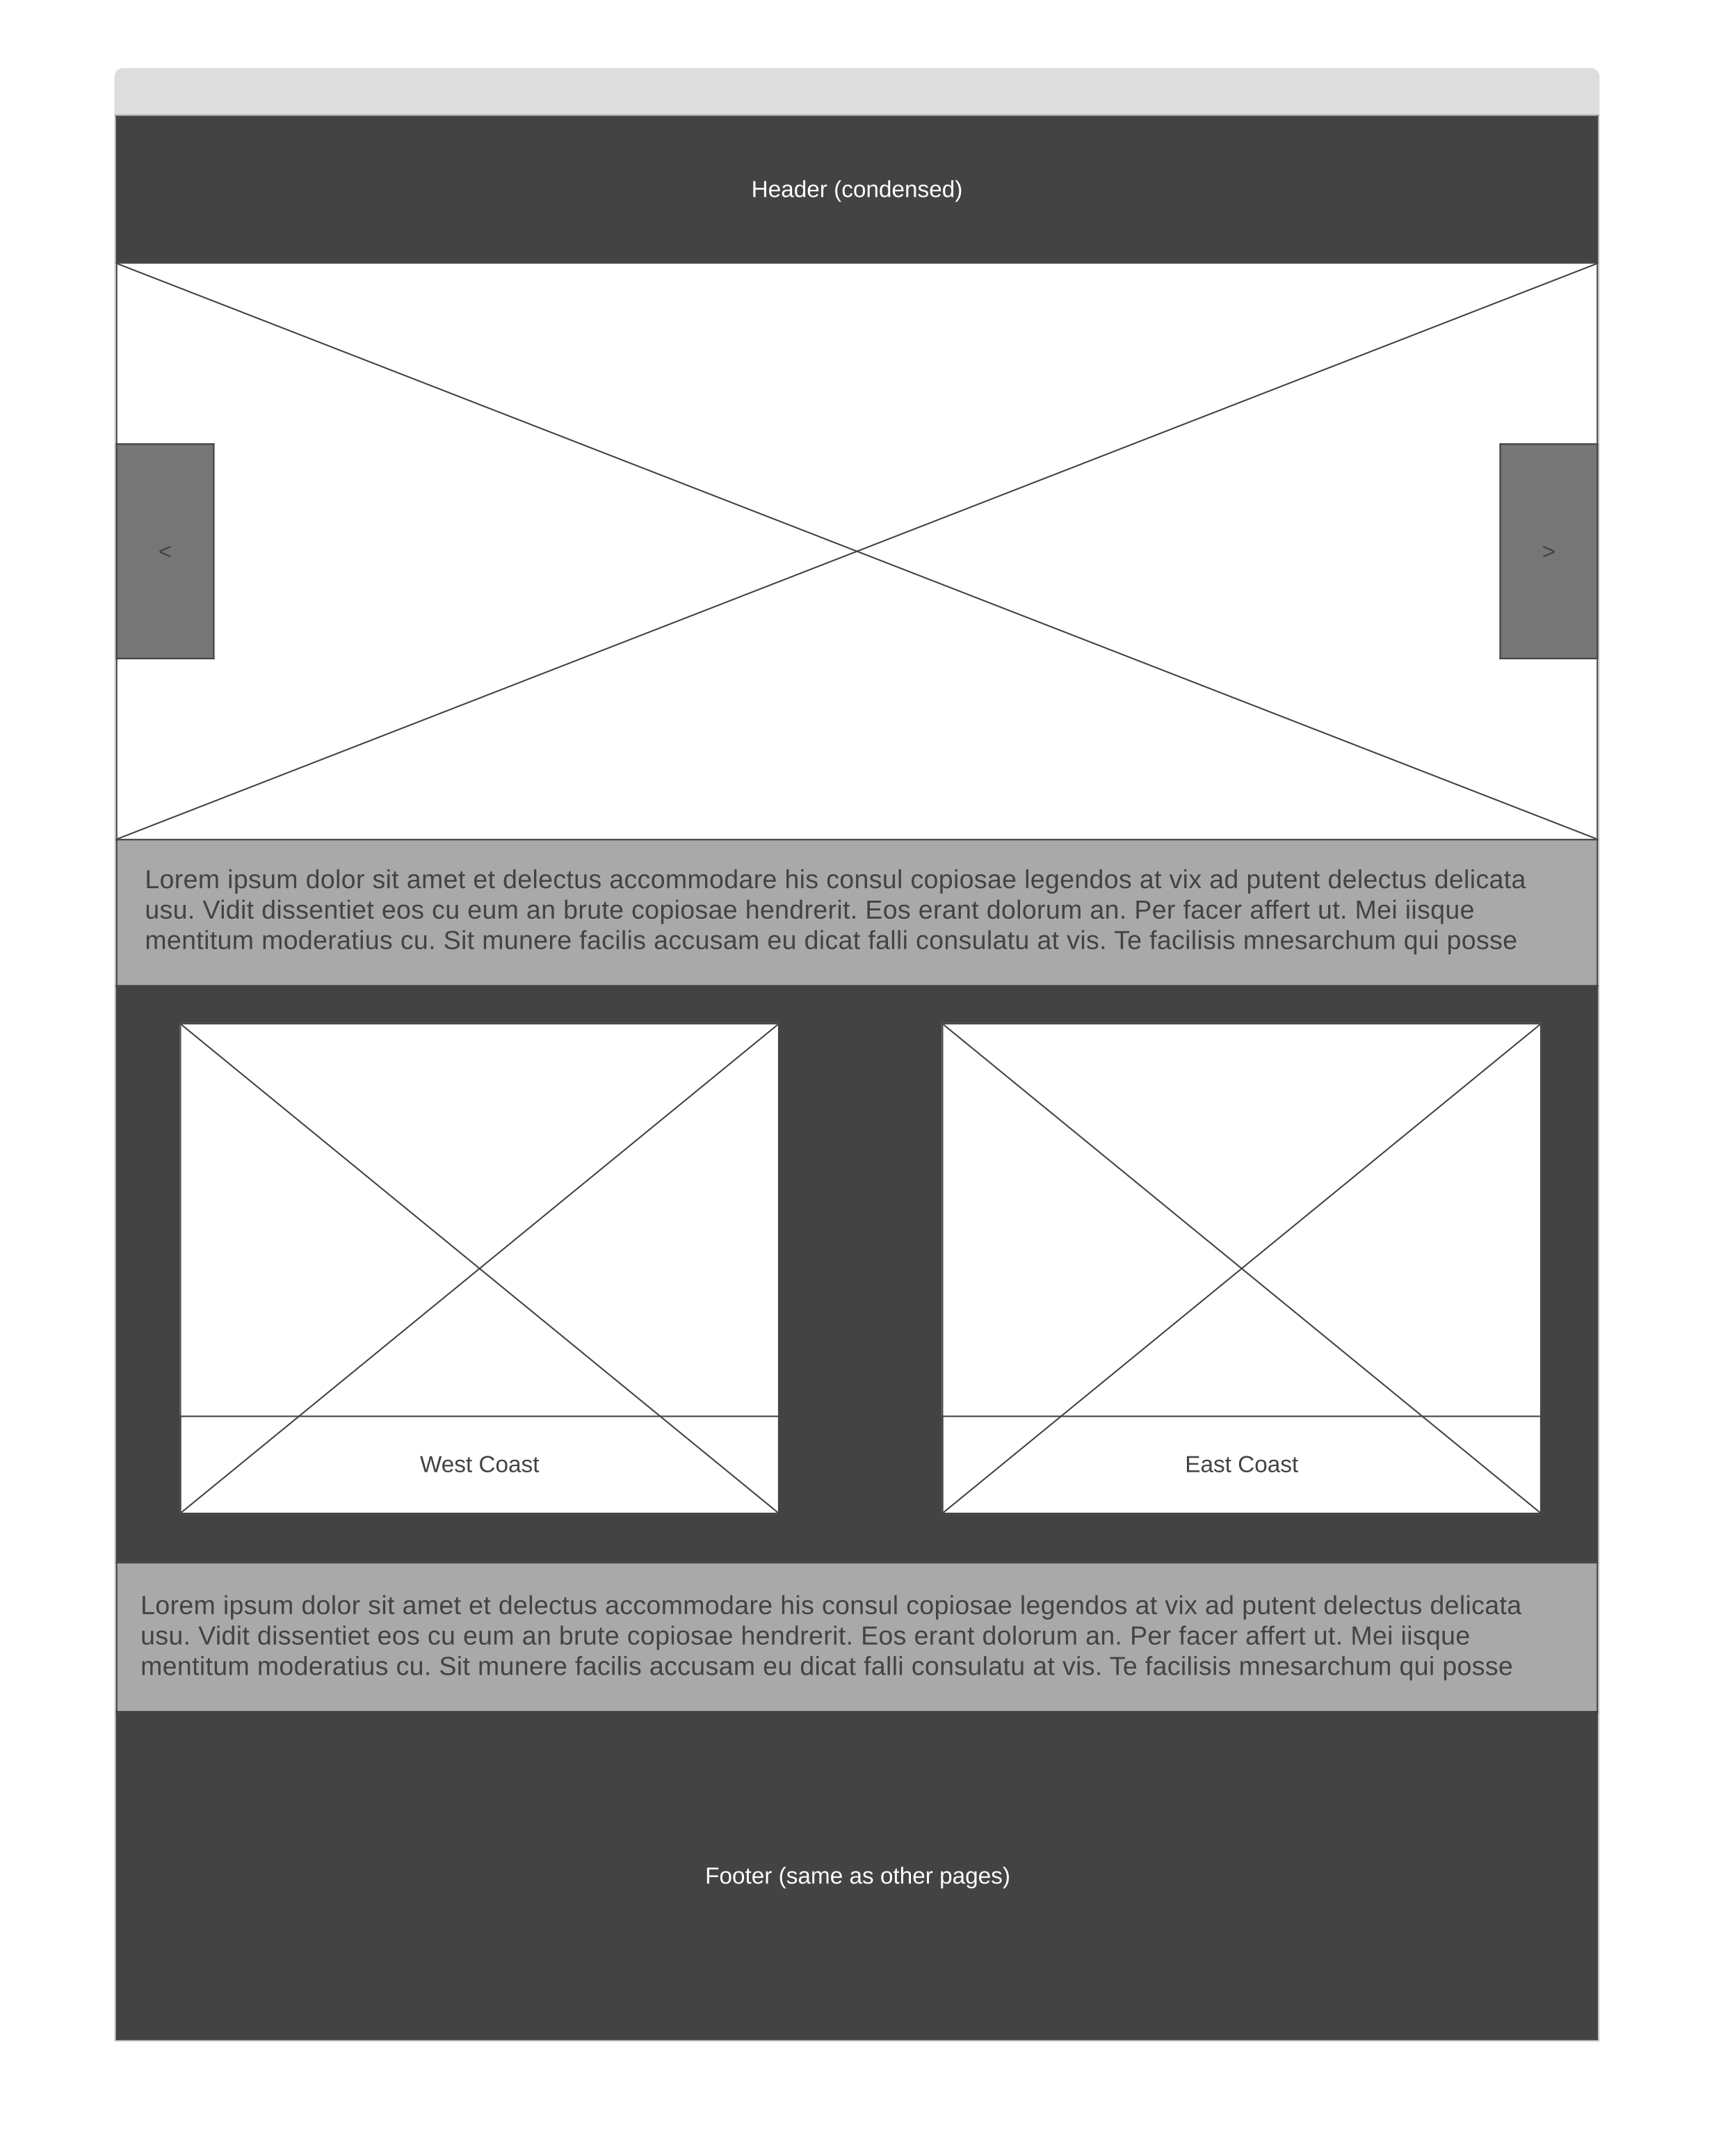 Header (condensed)
<
>
Lorem ipsum dolor sit amet et delectus accommodare his consul copiosae legendos at vix ad putent delectus delicata
usu. Vidit dissentiet eos cu eum an brute copiosae hendrerit. Eos erant dolorum an. Per facer affert ut. Mei iisque
mentitum moderatius cu. Sit munere facilis accusam eu dicat falli consulatu at vis. Te facilisis mnesarchum qui posse
West Coast
East Coast
Lorem ipsum dolor sit amet et delectus accommodare his consul copiosae legendos at vix ad putent delectus delicata
usu. Vidit dissentiet eos cu eum an brute copiosae hendrerit. Eos erant dolorum an. Per facer affert ut. Mei iisque
mentitum moderatius cu. Sit munere facilis accusam eu dicat falli consulatu at vis. Te facilisis mnesarchum qui posse
Footer (same as other pages)